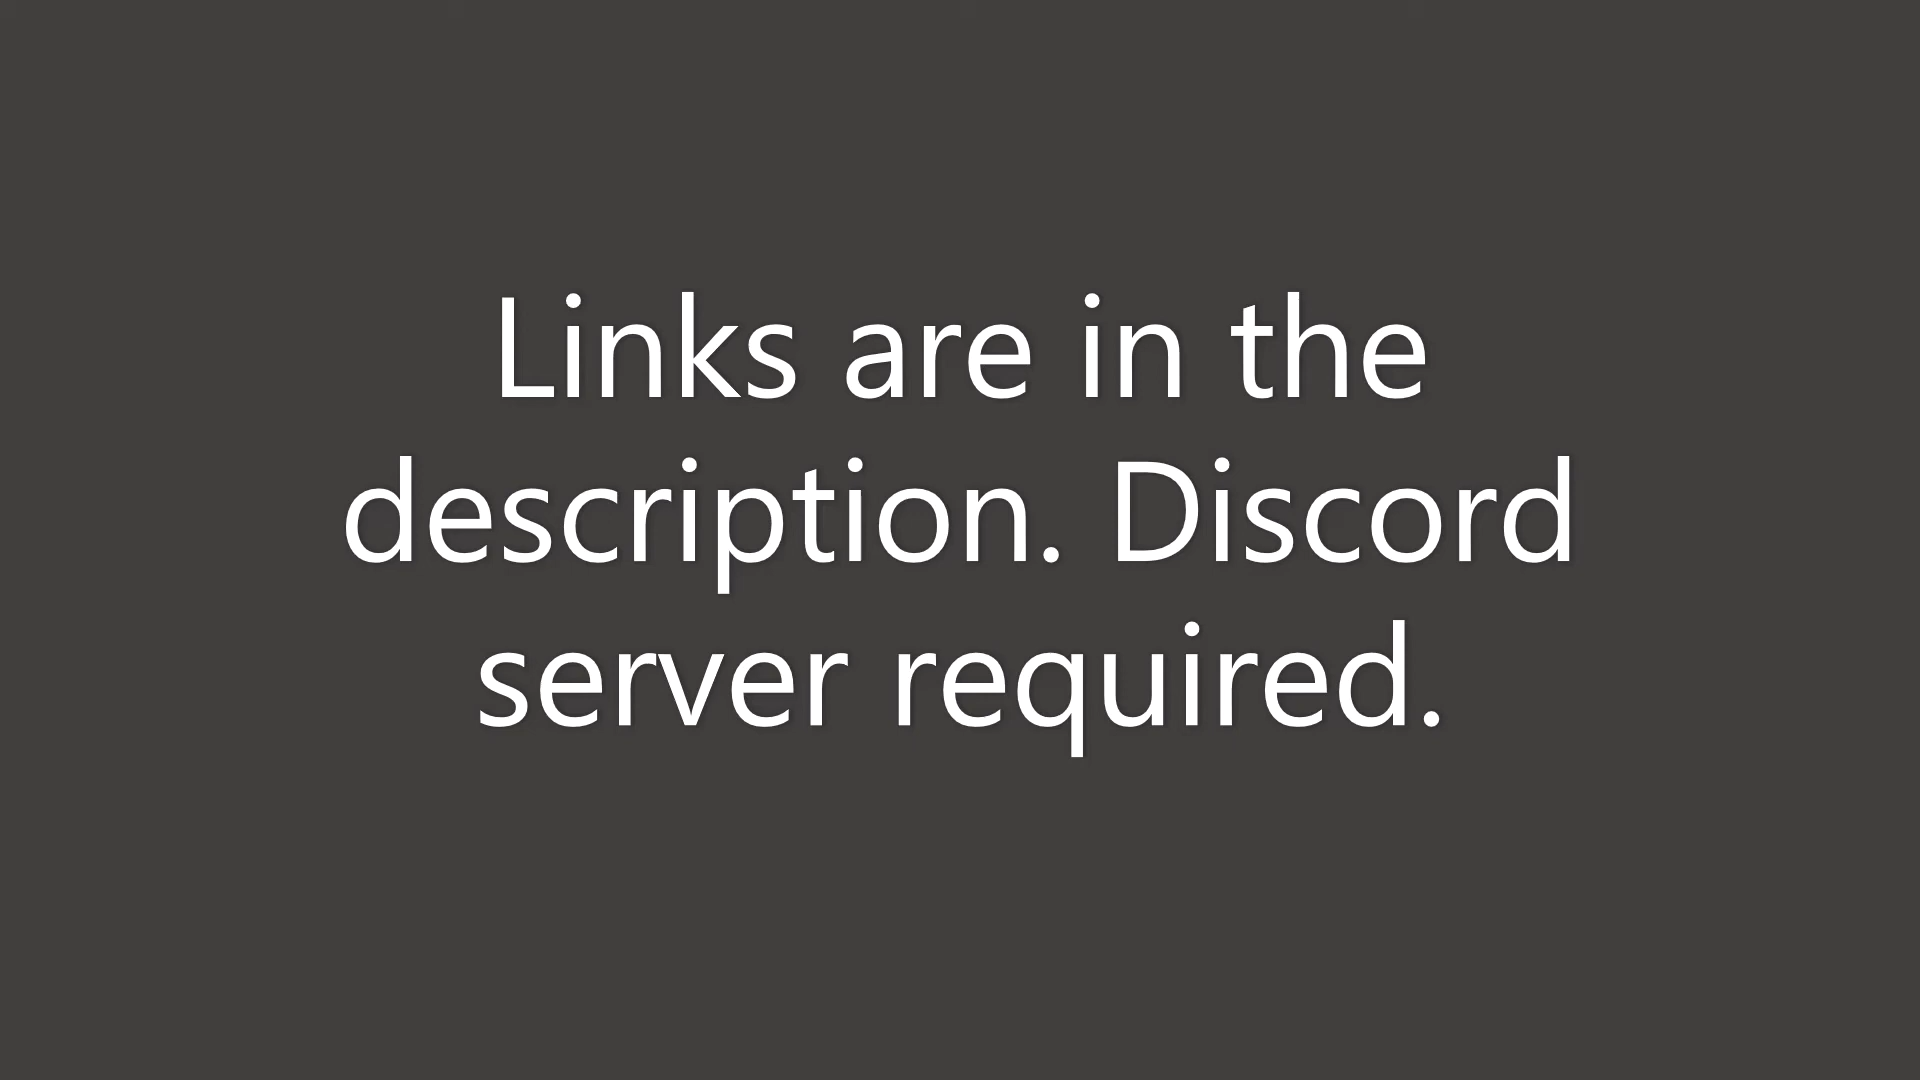 Links are in the
description. Discord
server required.